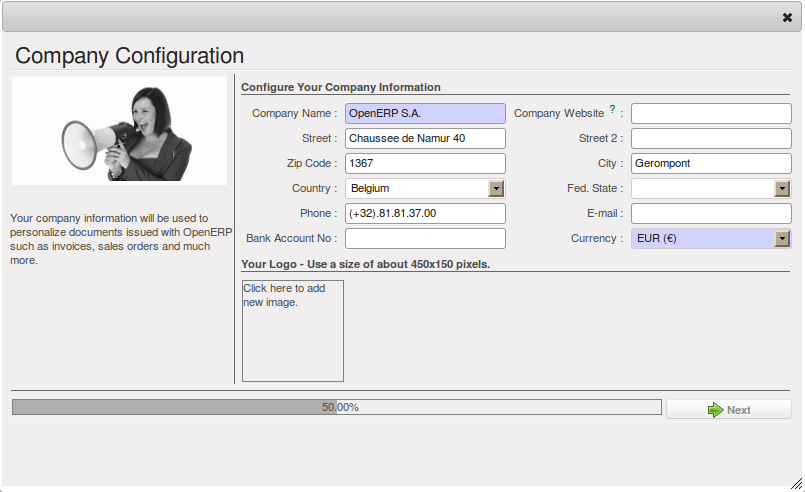 Company Configuration
Configure Your Company Information
Company Name : OpenERP S.A. Company Website ? :
Street : Chaussee de Namur 40 Street 2 :
Zip Code : 1367 City : Gerompont
Country : Belgium Fed. State :
Phone : (+32).81.81.37.00 E-mail :
Bank Account No : Currency : EUR (€)
Your company information will be used to
personalize documents issued with OpenERP
such as invoices, sales orders and much
more.
Your Logo - Use a size of about 450x150 pixels.
Click here to add
new image.
50.00%
Next